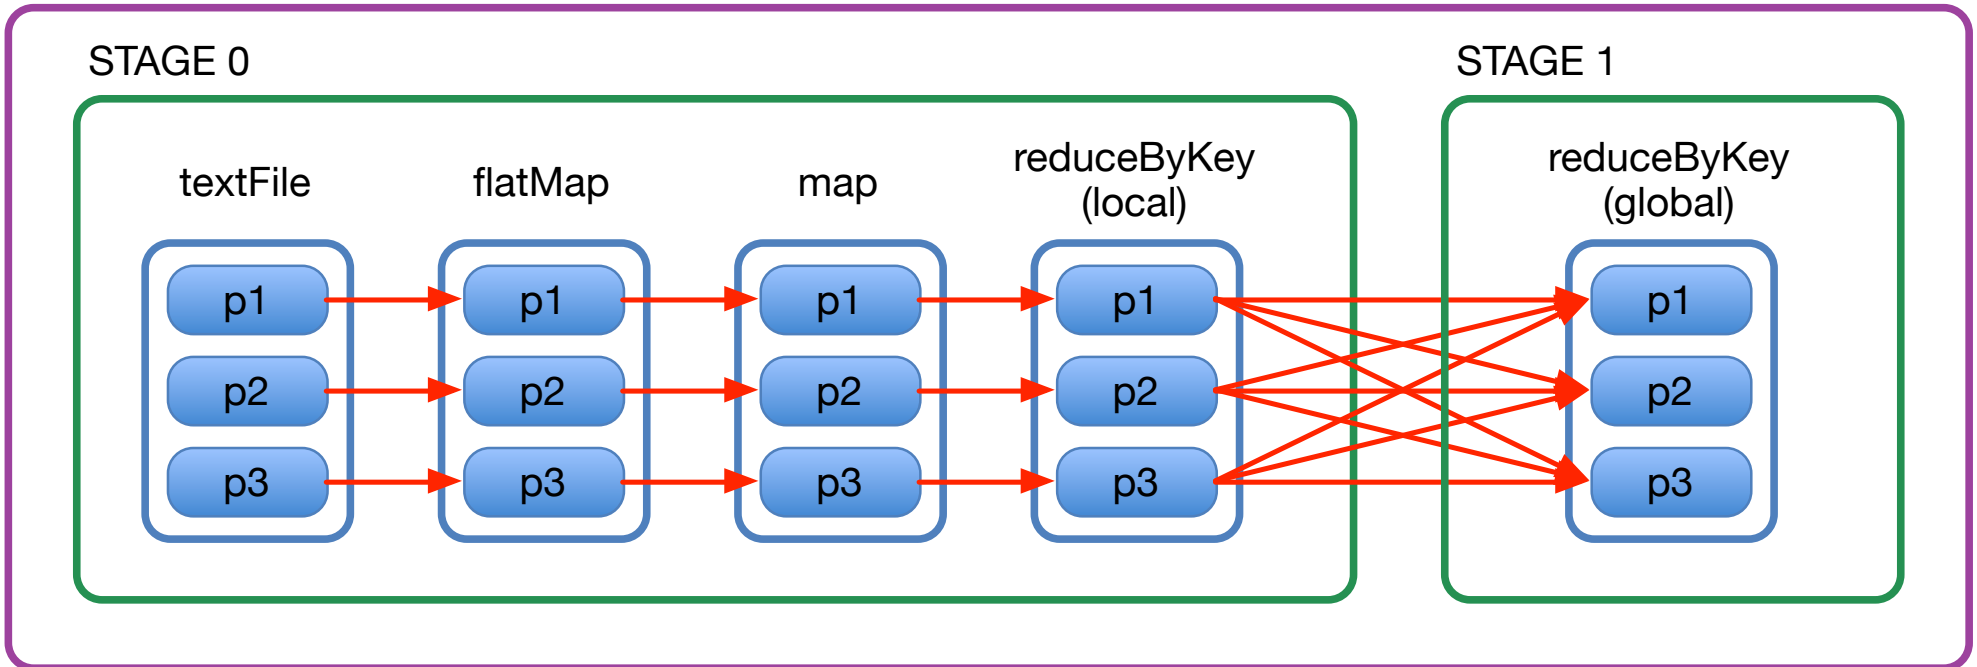 STAGE 0
STAGE 1
textFile
flatMap
map
reduceByKey
(local)
reduceByKey
(global)
p1
p1
p1
p1
p1
p2
p2
p2
p2
p2
p3
p3
p3
p3
p3